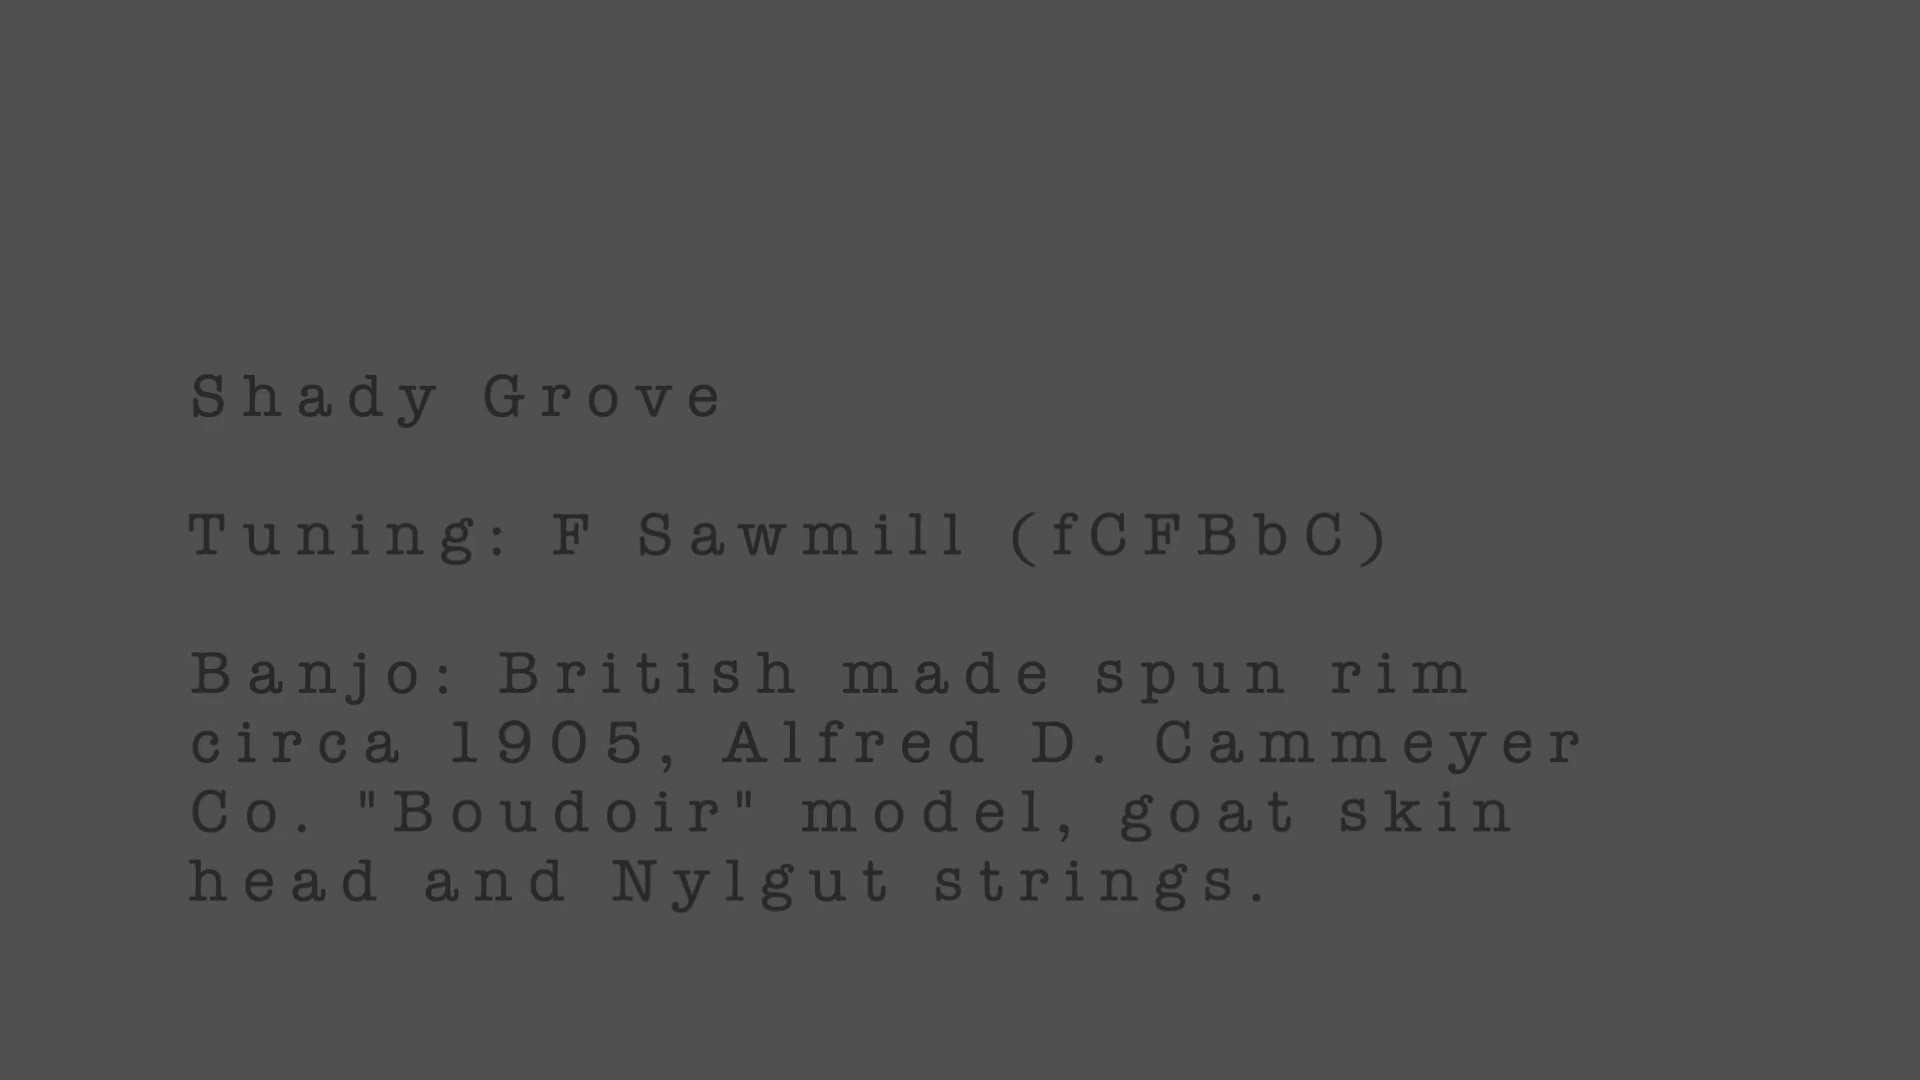 Shady Grove
Tuning: F Sawmill (fCFBbC)
Banjo: British made spun rim
circa 1905, Alfred D. Cammeyer
Co. "Boudoir" model, goat skin
head and Nylgut strings.